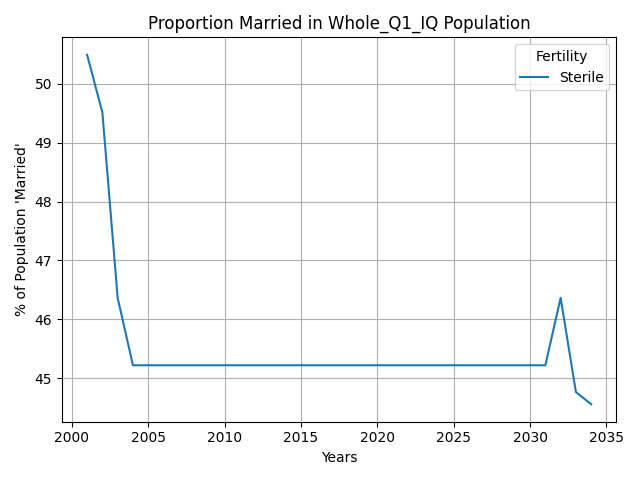 Proportion Married in Whole_Q1_IQ Population
Fertility
Sterile
% of Population 'Married'
50
49
48
47
46
45
2000 2005 2010 2015 2020 2025 2030 2035
Years